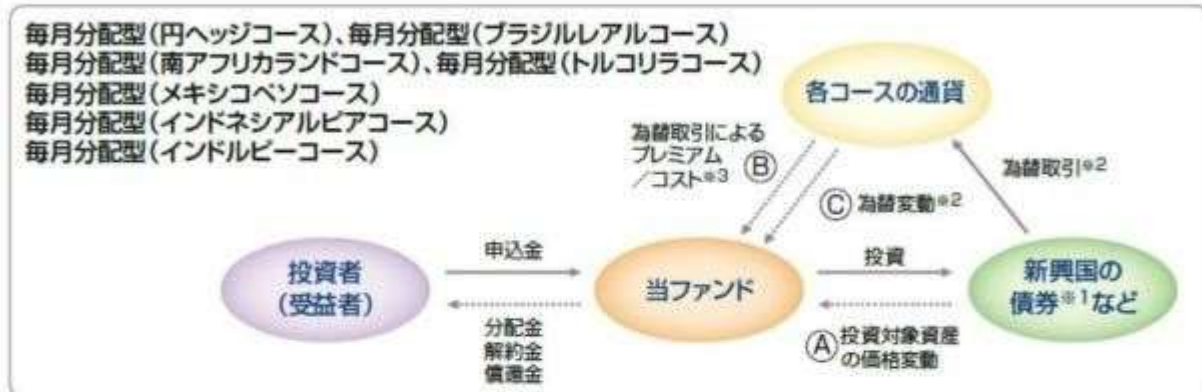 毎月分配型(円ヘッジコース)、毎月分配型(ブラジルレアルコース)
毎月分配型(南アフリカランドコース)、毎月分配型(トルコリラコース)
毎月分配型(メキシコペソコース)
毎月分配型(インドネシアルピアコース)
毎月分配型(インドルピーコース)
各コースの通貨
為替取引による
プレミアム
/コスト※3
Ⓑ
為替取引※2
Ⓒ 為替変動※2
投資者
(受益者)
申込金
分配金
解約金
償還金
当ファンド
投資
Ⓐ 投資対象資産
の価格変動
新興国の
債券※1など